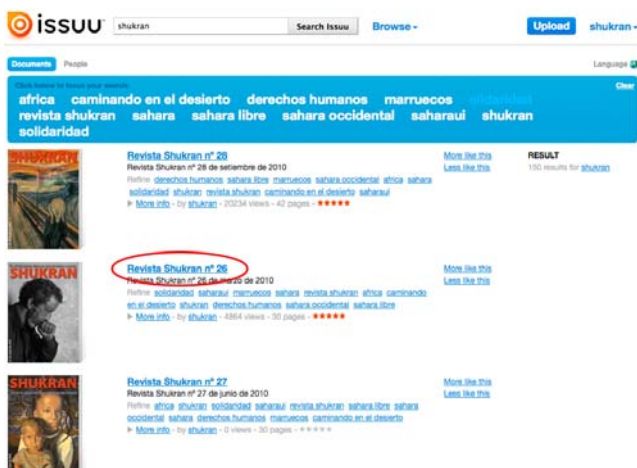 issuu
shukran
Search Issuu
Browse
Upload
shukran
Documents People
Language
Click below to focus your search:
Clear
africa caminando en el desierto derechos humanos marruecos solidaridad
revista shukran sahara sahara libre sahara occidental saharaui shukran
solidaridad
SHUKRAN
Revista Shukran nº 28
Revista Shukran nº 28 de setiembre de 2010
Refine derechos humanos sahara libre marruecos sahara occidental africa sahara
solidaridad shukran revista shukran caminando en el desierto saharaui
More info - by shukran - 20234 views - 42 pages -
More like this
Less like this
RESULT
150 results for shukran
SHUKRAN
Revista Shukran nº 26
Revista Shukran nº 26 de marzo de 2010
Refine solidaridad saharaui marruecos sahara revista shukran africa caminando
en el desierto shukran derechos humanos sahara occidental sahara libre
More info - by shukran - 4864 views - 30 pages -
More like this
Less like this
SHUKRAN
Revista Shukran nº 27
Revista Shukran nº 27 de junio de 2010
Refine africa shukran solidaridad saharaui revista shukran sahara libre sahara
occidental sahara derechos humanos marruecos caminando en el desierto
More info - by shukran - 0 views - 30 pages -
More like this
Less like this